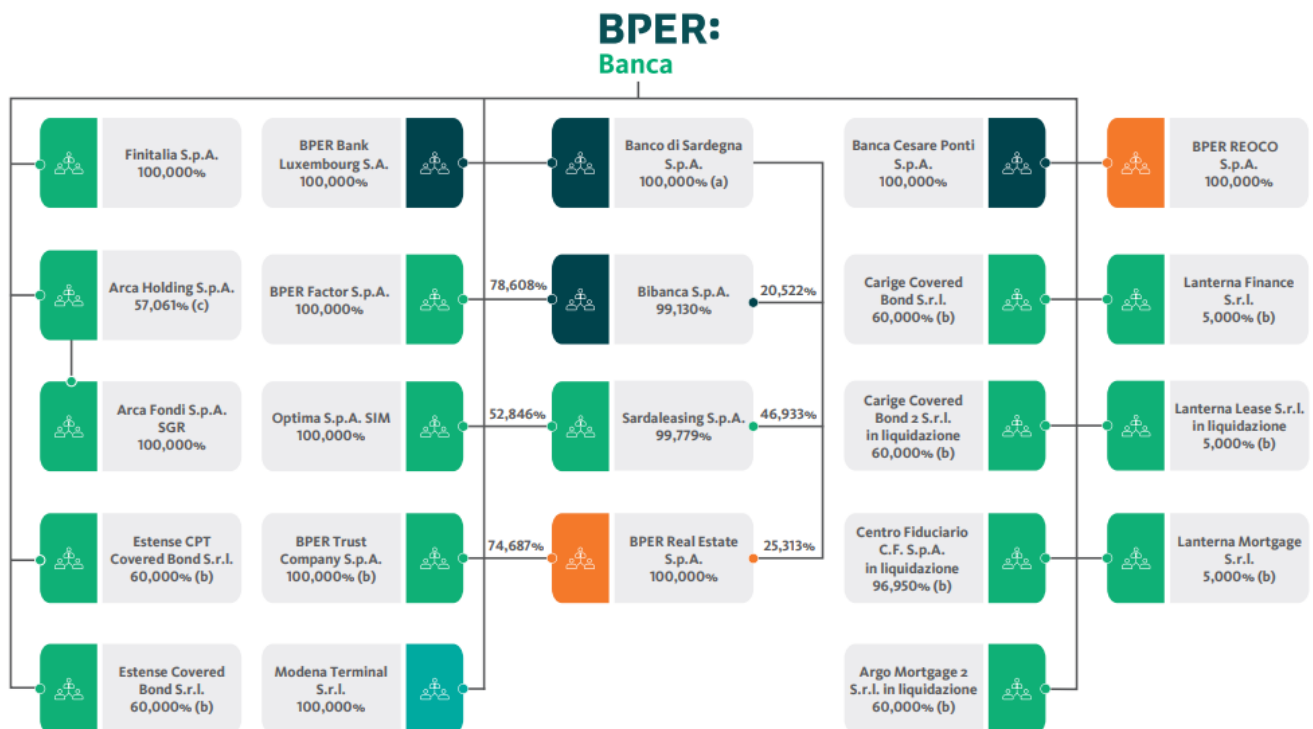 BPER:
Banca
Finitalia S.p.A.
100,000%
BPER Bank
Luxembourg S.A.
100,000%
Banco di Sardegna
S.p.A.
100,000% (a)
Banca Cesare Ponti
S.p.A.
100,000%
BPER REOCO
S.p.A.
100,000%
Arca Holding S.p.A.
57,061% (c)
BPER Factor S.p.A.
100,000%
78,608%
Bibanca S.p.A.
99,130%
20,522%
Carige Covered
Bond S.r.l.
60,000% (b)
Lanterna Finance
S.r.l.
5,000% (b)
Arca Fondi S.p.A.
SGR
100,000%
Optima S.p.A. SIM
100,000%
52,846%
Sardaleasing S.p.A.
99,779%
46,933%
Carige Covered
Bond 2 S.r.l.
in liquidazione
60,000% (b)
Lanterna Lease S.r.l.
in liquidazione
5,000% (b)
Estense CPT
Covered Bond S.r.l.
60,000% (b)
BPER Trust
Company S.p.A.
100,000% (b)
74,687%
BPER Real Estate
S.p.A.
100,000%
25,313%
Centro Fiduciario
C.F. S.p.A.
in liquidazione
96,950% (b)
Lanterna Mortgage
S.r.l.
5,000% (b)
Estense Covered
Bond S.r.l.
60,000% (b)
Modena Terminal
S.r.l.
100,000%
Argo Mortgage 2
S.r.l. in liquidazione
60,000% (b)